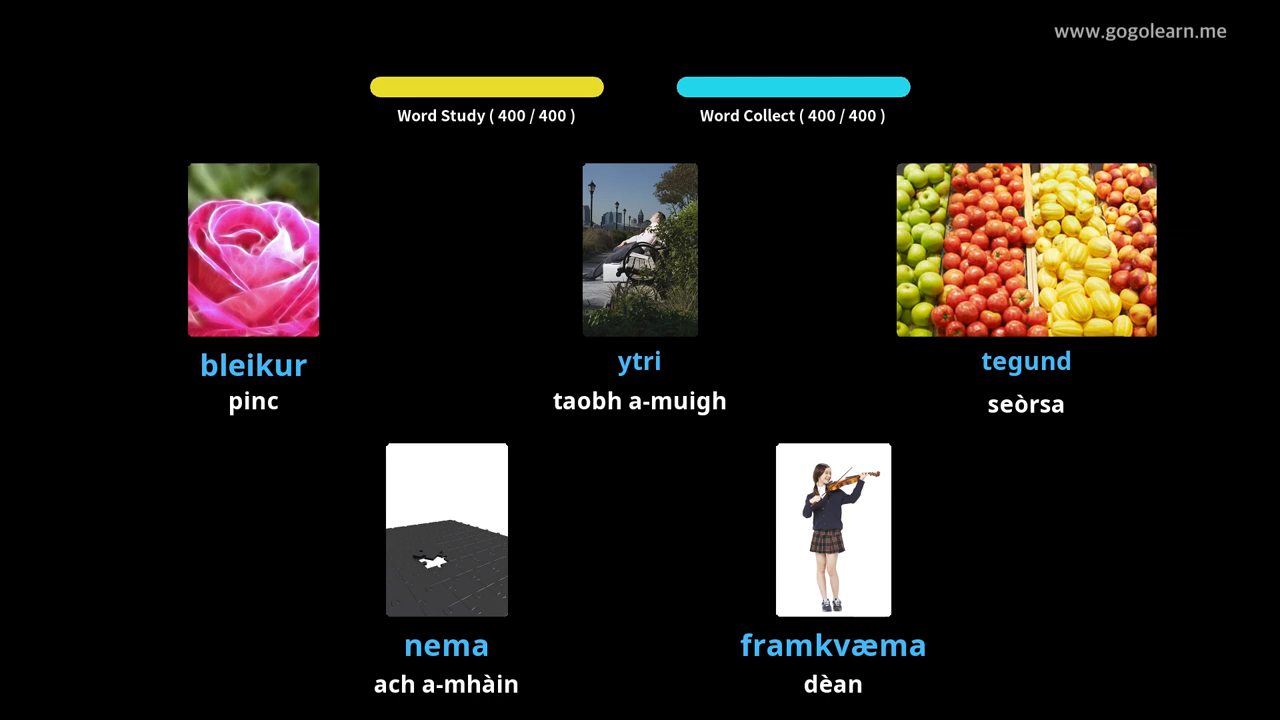 www.gogolearn.me
Word Study ( 400 / 400 )
Word Collect ( 400 / 400 )
bleikur
pinc
ytri
taobh a-muigh
tegund
seòrsa
nema
ach a-mhàin
framkvæma
dèan